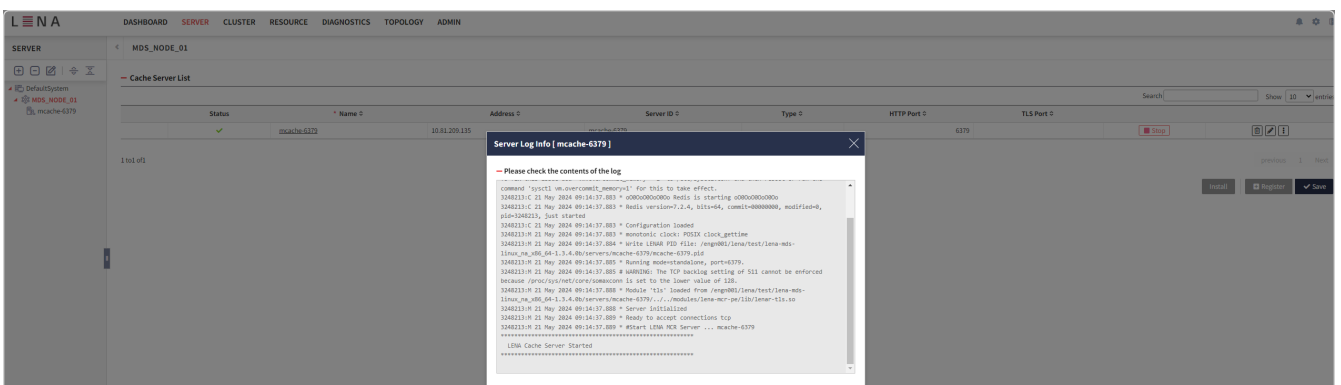 LENA
DASHBOARD SERVER CLUSTER RESOURCE DIAGNOSTICS TOPOLOGY ADMIN
SERVER
MDS_NODE_01
DefaultSystem
MDS_NODE_01
mcache-6379
Cache Server List
Search Show 10 entries
Status * Name Address Server ID Type HTTP Port TLS Port
mcache-6379 10.81.209.135 mcache-6379 6379 Stop
1 to1 of1
previous 1 Next
Install Register Save
Server Log Info [ mcache-6379 ]
Please check the contents of the log
command 'sysctl vm.overcommit_memory=1' for this to take effect.
3248213:C 21 May 2024 09:14:37.883 * oO0OoO0OoO0Oo Redis is starting oO0OoO0OoO0Oo
3248213:C 21 May 2024 09:14:37.883 * Redis version=7.2.4, bits=64, commit=00000000, modified=0,
pid=3248213, just started
3248213:C 21 May 2024 09:14:37.883 * Configuration loaded
3248213:M 21 May 2024 09:14:37.883 * monotonic clock: POSIX clock_gettime
3248213:M 21 May 2024 09:14:37.884 * Write LENAR PID file: /engn001/lena/test/lena-mds-
linux_na_x86_64-1.3.4.0b/servers/mcache-6379/mcache-6379.pid
3248213:M 21 May 2024 09:14:37.885 * Running mode=standalone, port=6379.
3248213:M 21 May 2024 09:14:37.885 # WARNING: The TCP backlog setting of 511 cannot be enforced
because /proc/sys/net/core/somaxconn is set to the lower value of 128.
3248213:M 21 May 2024 09:14:37.888 * Module 'tls' loaded from /engn001/lena/test/lena-mds-
linux_na_x86_64-1.3.4.0b/servers/mcache-6379/../../modules/lena-mcr-pe/lib/lenar-tls.so
3248213:M 21 May 2024 09:14:37.888 * Server initialized
3248213:M 21 May 2024 09:14:37.889 * Ready to accept connections tcp
3248213:M 21 May 2024 09:14:37.889 * #Start LENA MCR Server ... mcache-6379
********************************************************
LENA Cache Server Started
********************************************************